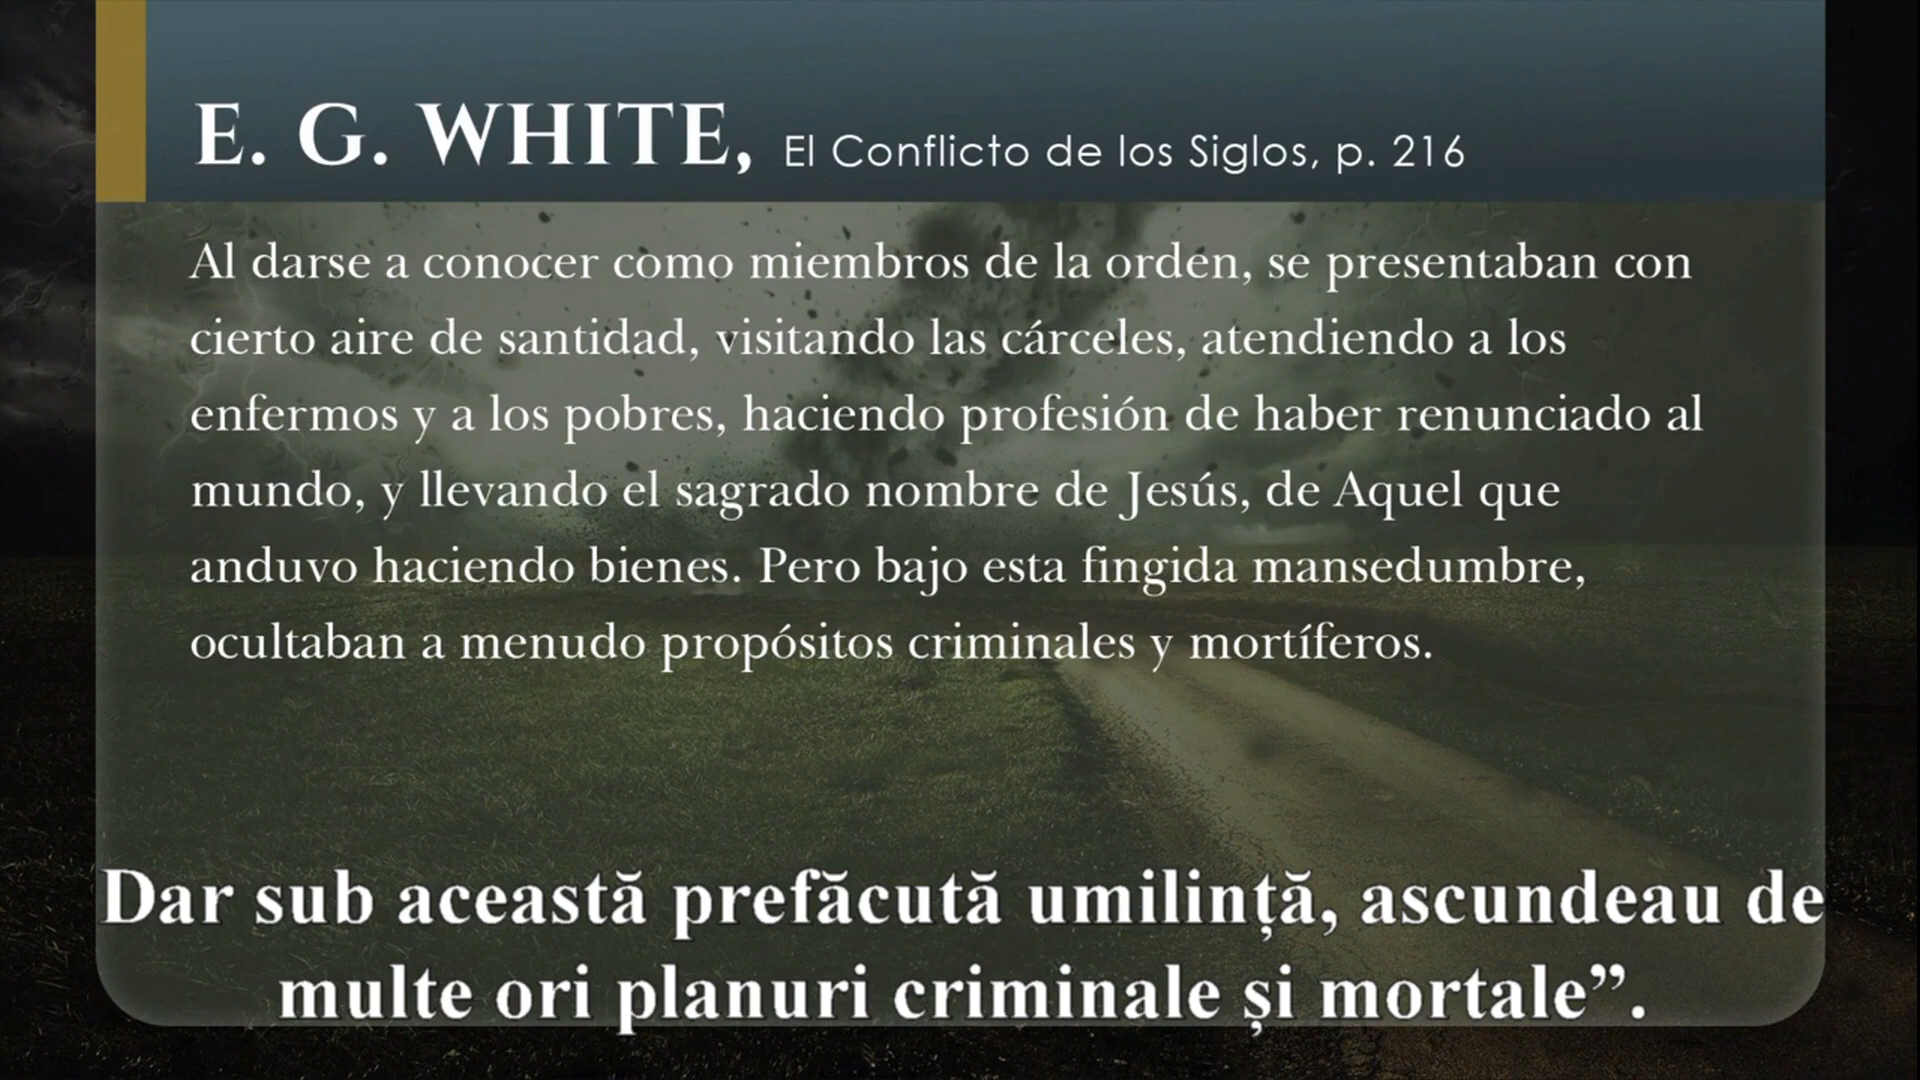 E. G. WHITE, El Conflicto de los Siglos, p. 216
Al darse a conocer como miembros de la orden, se presentaban con
cierto aire de santidad, visitando las cárceles, atendiendo a los
enfermos y a los pobres, haciendo profesión de haber renunciado al
mundo, y llevando el sagrado nombre de Jesús, de Aquel que
anduvo haciendo bienes. Pero bajo esta fingida mansedumbre,
ocultaban a menudo propósitos criminales y mortíferos.
Dar sub această prefăcută umilință, ascundeau de
multe ori planuri criminale și mortale”.